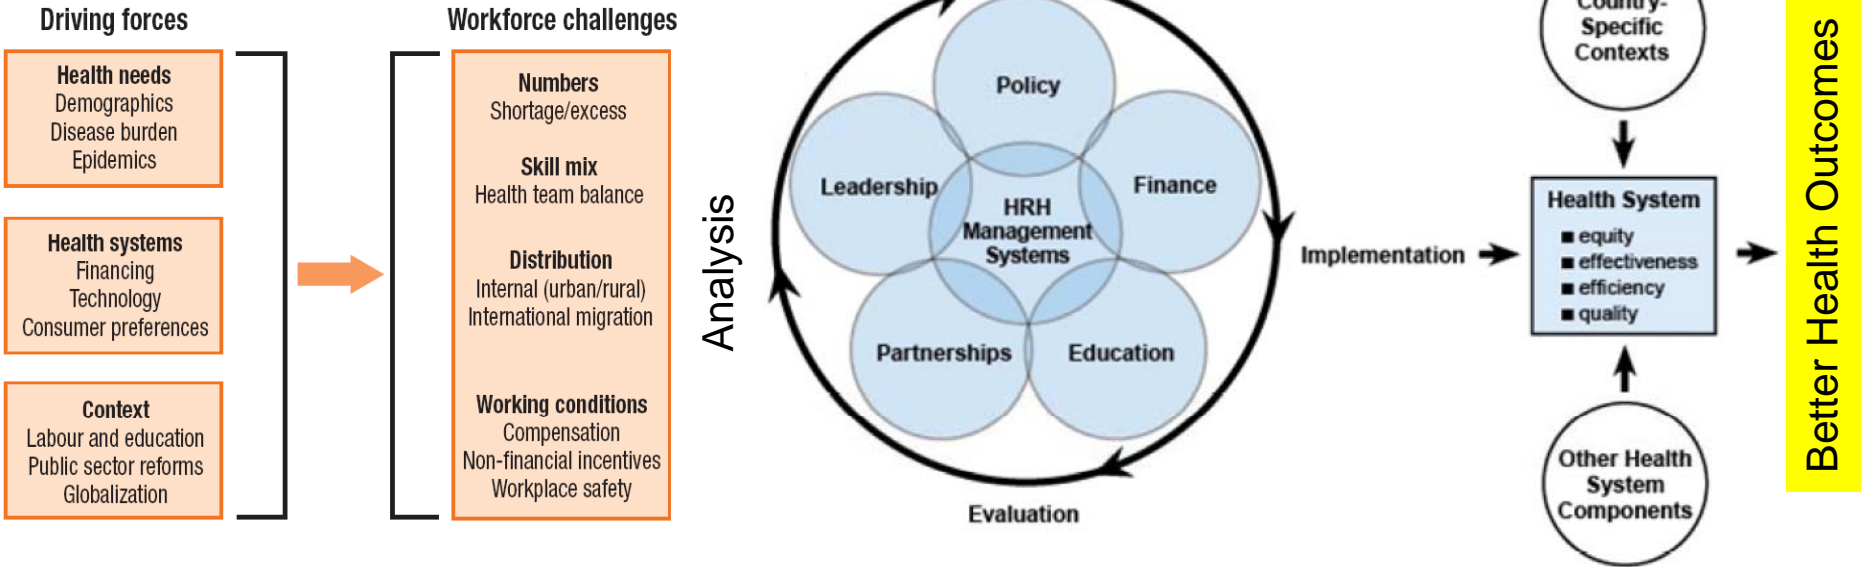 Driving forces
Health needs
Demographics
Disease burden
Epidemics
Health systems
Financing
Technology
Consumer preferences
Context
Labour and education
Public sector reforms
Globalization
Workforce challenges
Numbers
Shortage/excess
Skill mix
Health team balance
Distribution
Internal (urban/rural)
International migration
Working conditions
Compensation
Non-financial incentives
Workplace safety
Analysis
Policy
Leadership
Finance
HRH
Management
Systems
Partnerships
Education
Evaluation
Implementation
Country-
Specific
Contexts
Health System
■ equity
■ effectiveness
■ efficiency
■ quality
Other Health
System
Components
Better Health Outcomes